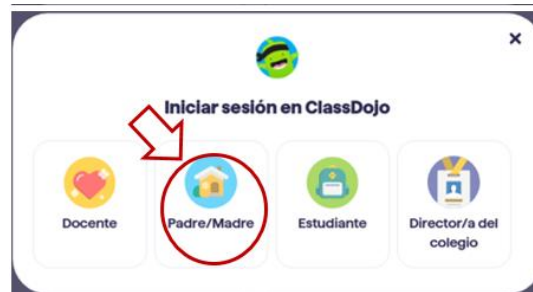 Iniciar sesión en ClassDojo
Docente
Padre/Madre
Estudiante
Director/a del
colegio